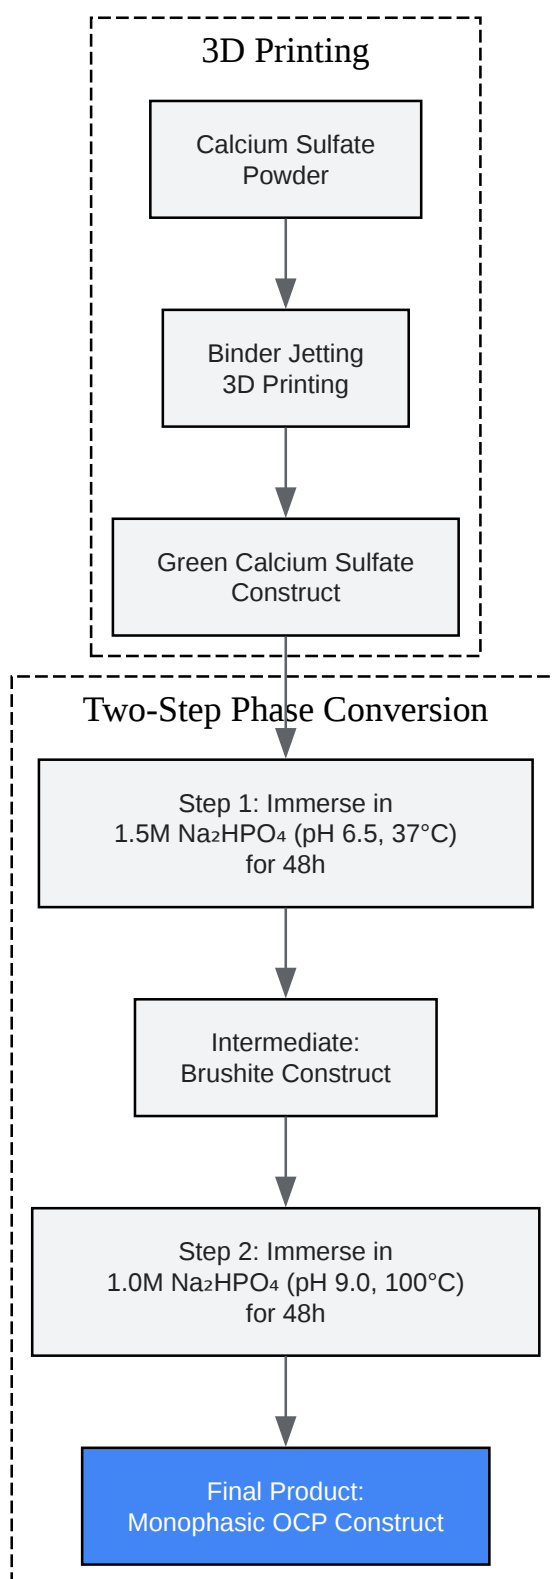 3D Printing
Calcium Sulfate
Powder
Binder Jetting
3D Printing
Green Calcium Sulfate
Construct
Two-Step Phase Conversion
Step 1: Immerse in
1.5M Na₂HPO₄ (pH 6.5, 37°C)
for 48h
Intermediate:
Brushite Construct
Step 2: Immerse in
1.0M Na₂HPO₄ (pH 9.0, 100°C)
for 48h
Final Product:
Monophasic OCP Construct